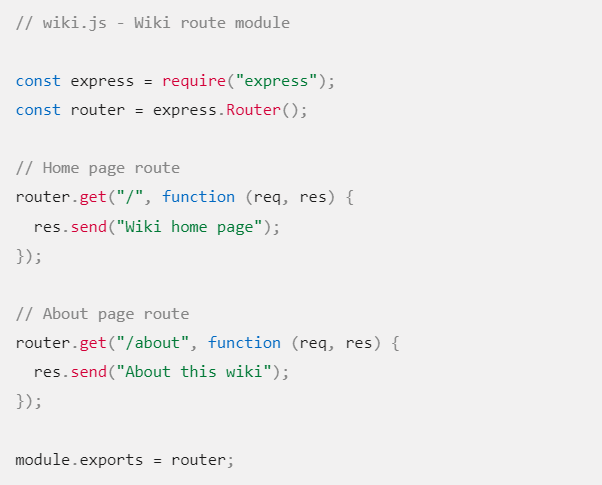 // wiki.js - Wiki route module
const express = require("express");
const router = express.Router();
// Home page route
router.get("/", function (req, res) {
  res.send("Wiki home page");
});
// About page route
router.get("/about", function (req, res) {
  res.send("About this wiki");
});
module.exports = router;